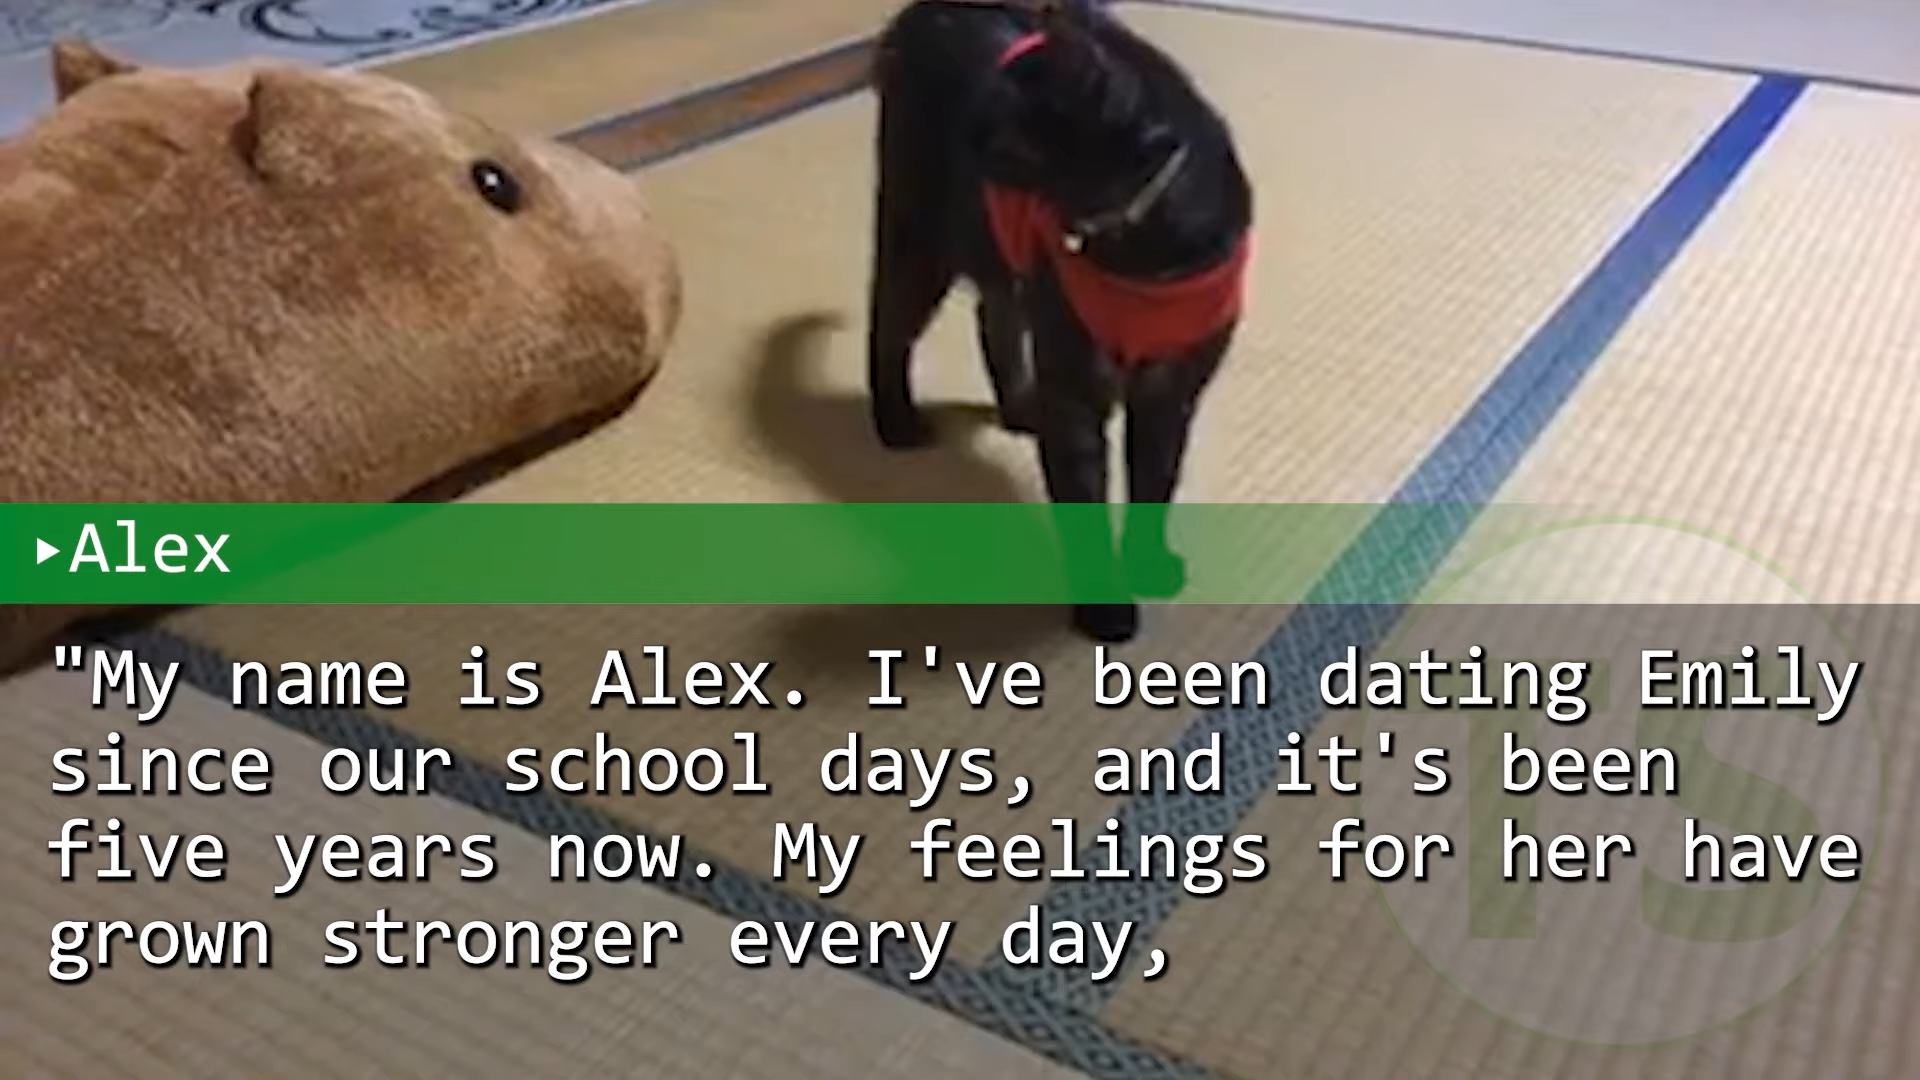 ▶Alex
"My name is Alex. I've been dating Emily
since our school days, and it's been
five years now. My feelings for her have
grown stronger every day,
TS